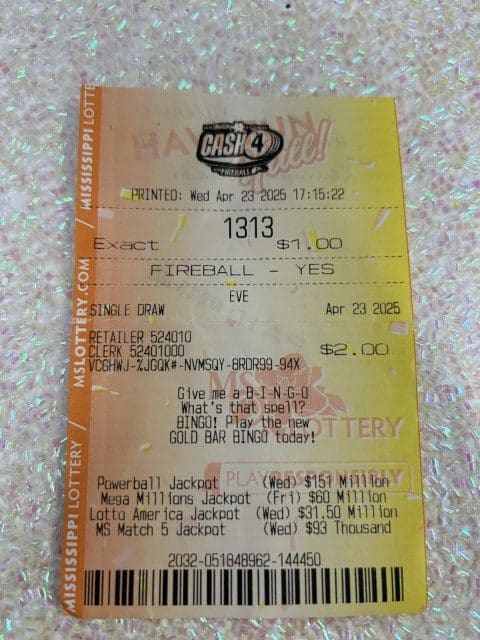 CASH 4
FIREBALL
PRINTED: Wed Apr 23 2025 17:15:22
1313
Exact $1.00
FIREBALL - YES
EVE
SINGLE DRAW Apr 23 2025
RETAILER 524010
CLERK 52401000 $2.00
VCGHWJ-%JGQK#-NVMSQY-8RDR99-94X
Give me a B-I-N-G-O
What's that spell?
BINGO! Play the new
GOLD BAR BINGO today!
MS LOTTERY
PLAY RESPONSIBLY
Powerball Jackpot (Wed) $151 Million
Mega Millions Jackpot (Fri) $60 Million
Lotto America Jackpot (Wed) $31.50 Million
MS Match 5 Jackpot (Wed) $93 Thousand
2032-051848962-144450
MISSISSIPPI LOTTERY / MSLOTTERY.COM / MISSISSIPPI LOTTE